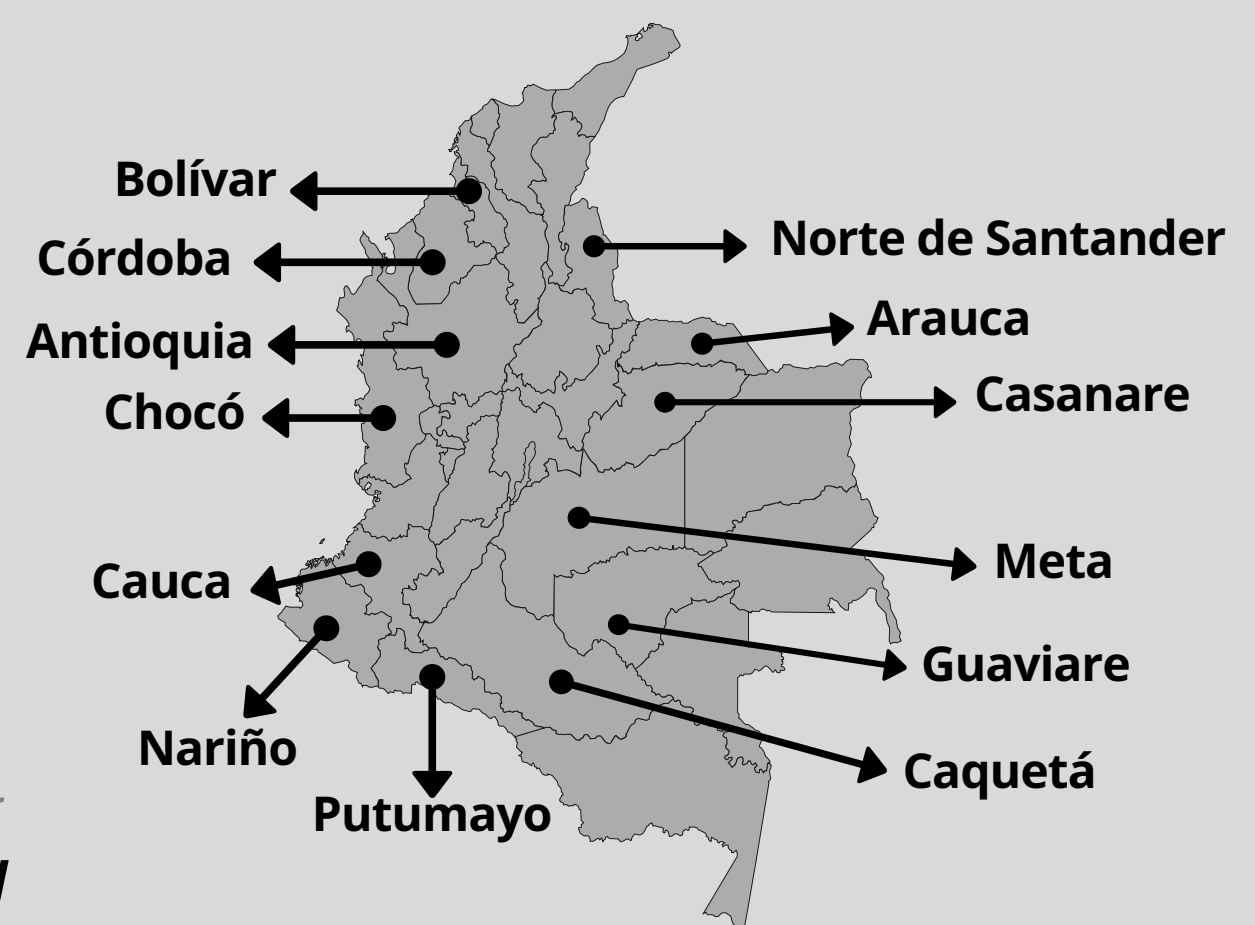 Bolívar
Norte de Santander
Córdoba
Arauca
Antioquia
Casanare
Chocó
Meta
Cauca
Guaviare
Nariño
Caquetá
Putumayo